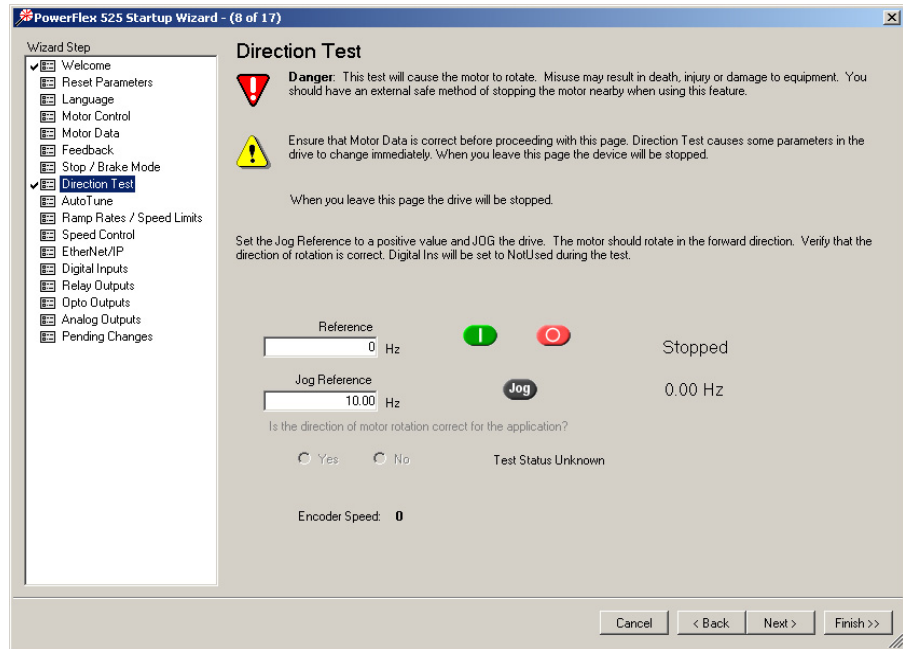 PowerFlex 525 Startup Wizard - (8 of 17)
Wizard Step
Welcome
Reset Parameters
Language
Motor Control
Motor Data
Feedback
Stop / Brake Mode
Direction Test
AutoTune
Ramp Rates / Speed Limits
Speed Control
EtherNet/IP
Digital Inputs
Relay Outputs
Opto Outputs
Analog Outputs
Pending Changes
Direction Test
Danger: This test will cause the motor to rotate. Misuse may result in death, injury or damage to equipment. You
should have an external safe method of stopping the motor nearby when using this feature.
Ensure that Motor Data is correct before proceeding with this page. Direction Test causes some parameters in the
drive to change immediately. When you leave this page the device will be stopped.
When you leave this page the drive will be stopped.
Set the Jog Reference to a positive value and JOG the drive. The motor should rotate in the forward direction. Verify that the
direction of rotation is correct. Digital Ins will be set to NotUsed during the test.
Reference
0 Hz
Stopped
Jog Reference
10.00 Hz
Jog
0.00 Hz
Is the direction of motor rotation correct for the application?
Yes No Test Status Unknown
Encoder Speed: 0
Cancel < Back Next > Finish >>